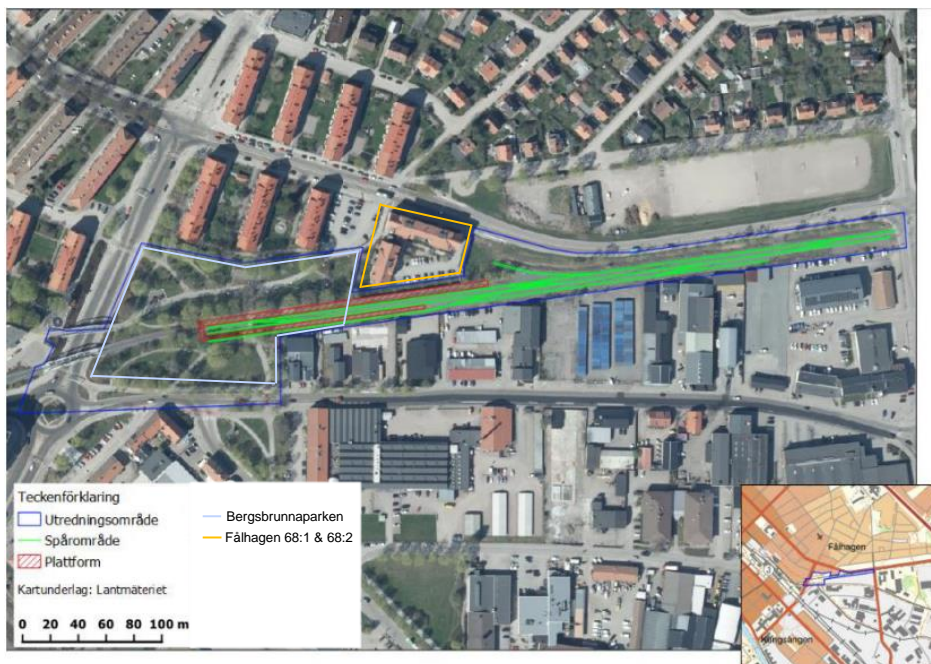 Teckenförklaring
Utredningsområde
Spårområde
Plattform
Kartunderlag: Lantmäteriet
0 20 40 60 80 100 m
Bergsbrunnaparken
Fålhagen 68:1 & 68:2
Fålhagen
Kungsängen